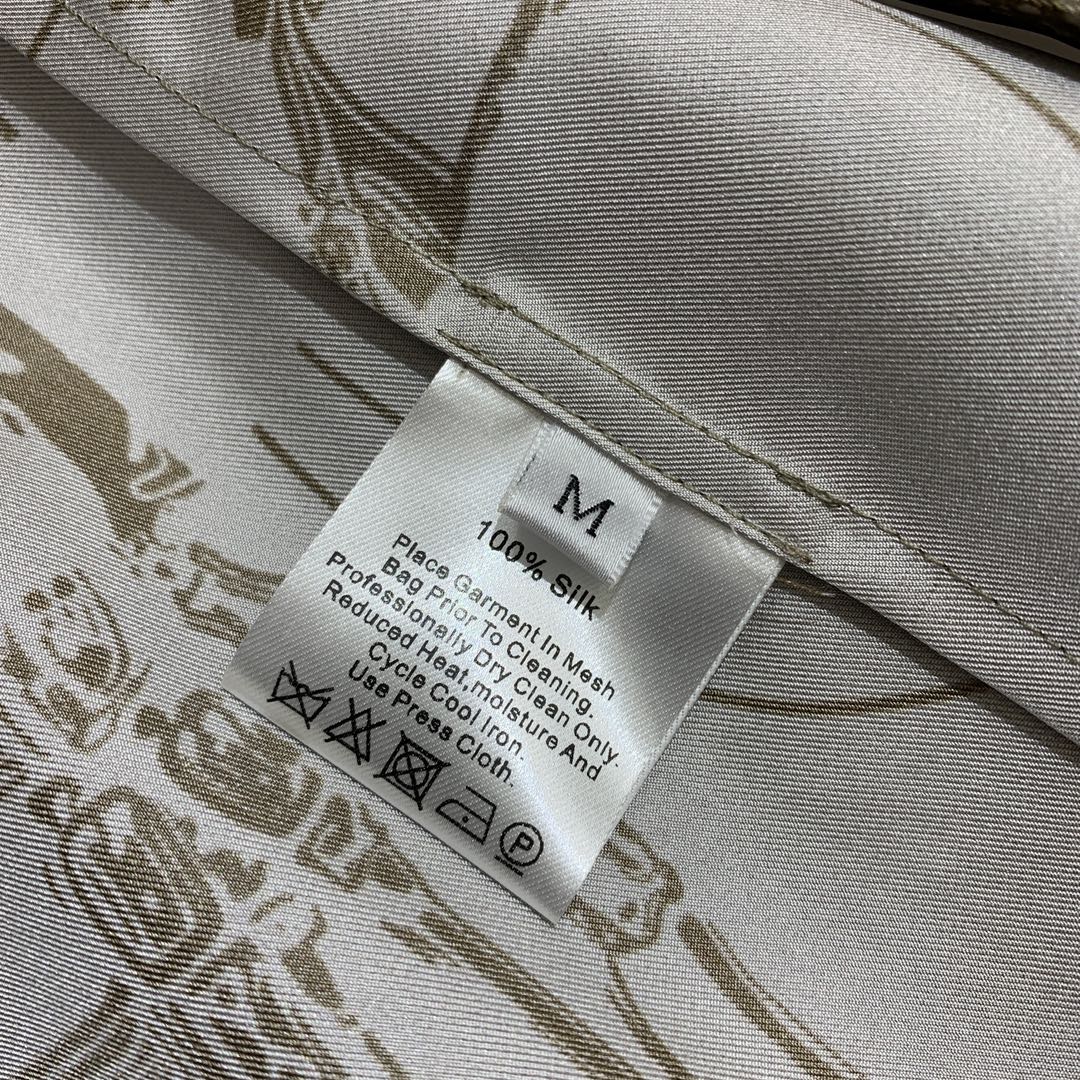 M
100% Silk
Place Garment In Mesh
Bag Prior To Cleaning.
Professionally Dry Clean Only.
Reduced Heat,moisture And
Cycle Cool Iron.
Use Press Cloth.
P